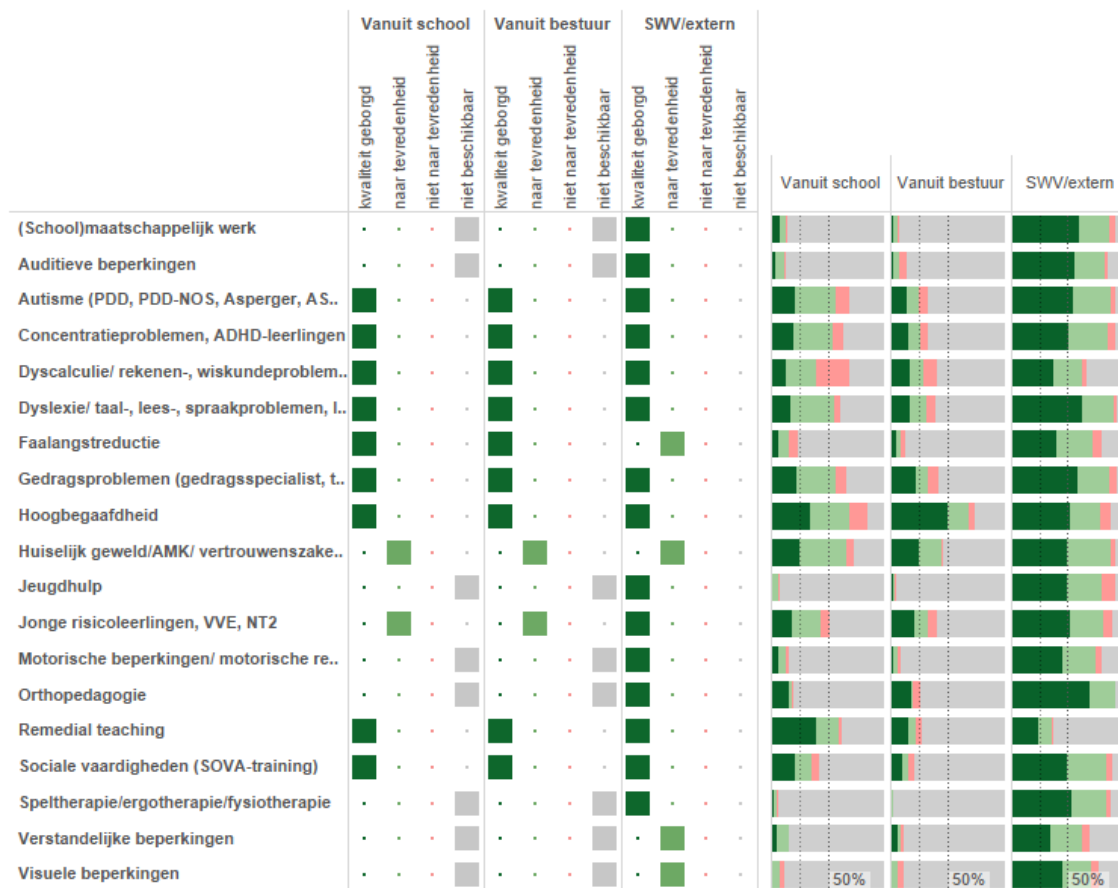 Vanuit school Vanuit bestuur SWV/extern
kwaliteit geborgd naar tevredenheid niet naar tevredenheid niet beschikbaar kwaliteit geborgd naar tevredenheid niet naar tevredenheid niet beschikbaar kwaliteit geborgd naar tevredenheid niet naar tevredenheid niet beschikbaar
Vanuit school Vanuit bestuur SWV/extern
(School)maatschappelijk werk
Auditieve beperkingen
Autisme (PDD, PDD-NOS, Asperger, AS..
Concentratieproblemen, ADHD-leerlingen
Dyscalculie/ rekenen-, wiskundeproblem..
Dyslexie/ taal-, lees-, spraakproblemen, l..
Faalangstreductie
Gedragsproblemen (gedragsspecialist, t..
Hoogbegaafdheid
Huiselijk geweld/AMK/ vertrouwenszake..
Jeugdhulp
Jonge risicoleerlingen, VVE, NT2
Motorische beperkingen/ motorische re..
Orthopedagogie
Remedial teaching
Sociale vaardigheden (SOVA-training)
Speltherapie/ergotherapie/fysiotherapie
Verstandelijke beperkingen
Visuele beperkingen
50% 50% 50%